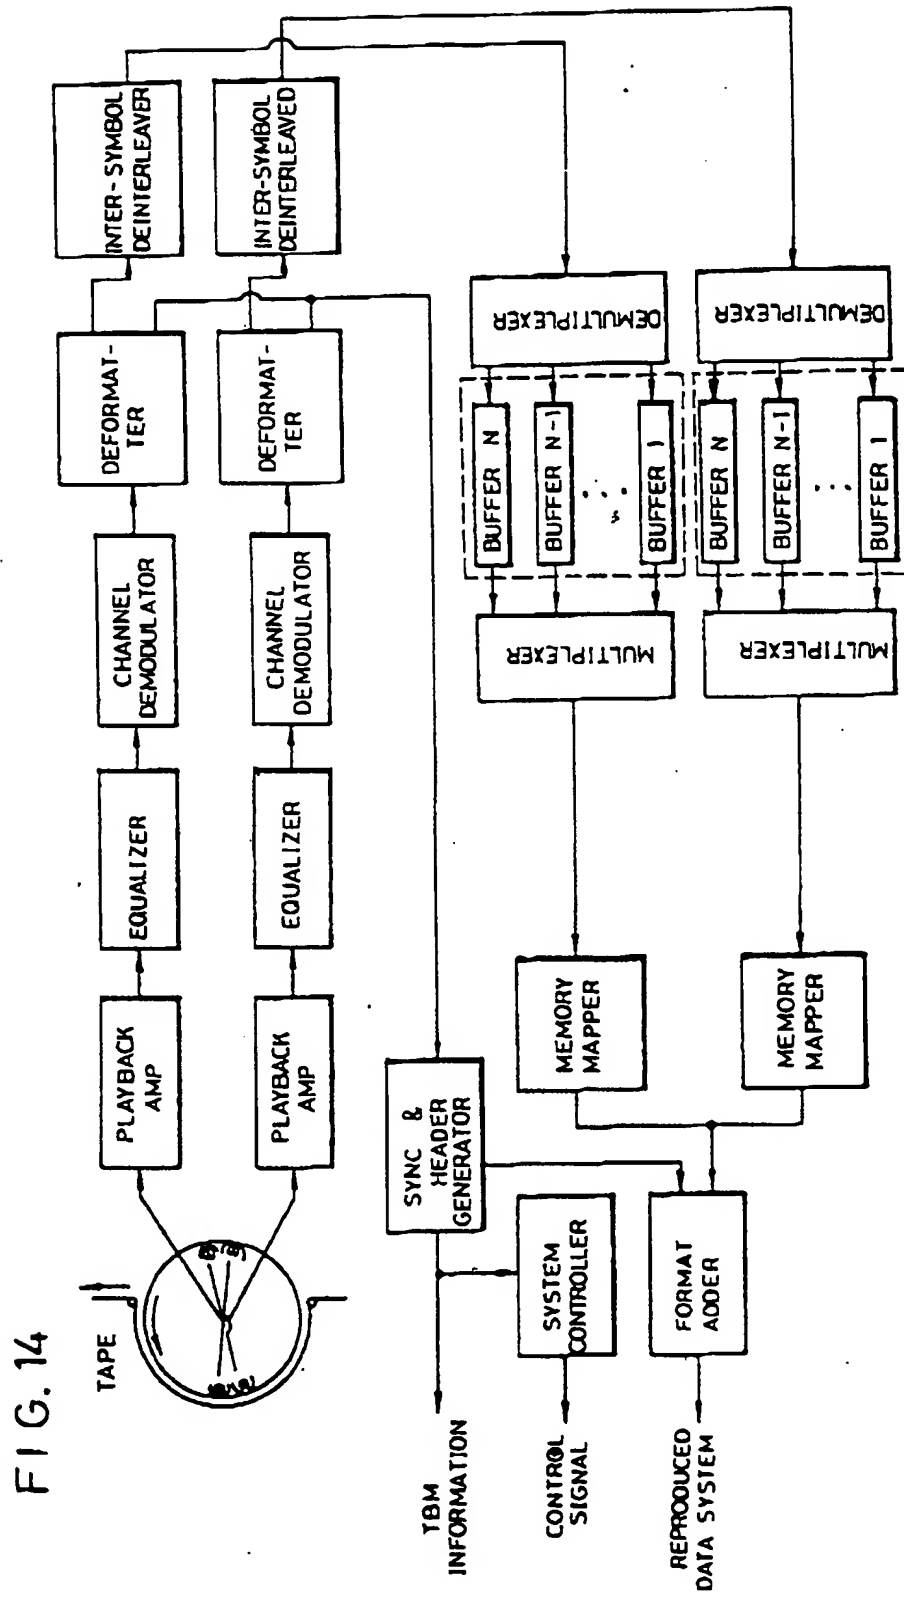 FIG. 14
TAPE
PLAYBACK
AMP
EQUALIZER
CHANNEL
DEMODULATOR
DEFORMAT-
TER
INTER-SYMBOL
DEINTERLEAVER
PLAYBACK
AMP
EQUALIZER
CHANNEL
DEMODULATOR
DEFORMAT-
TER
INTER-SYMBOL
DEINTERLEAVED
TBM
INFORMATION
SYNC &
HEADER
GENERATOR
CONTROL
SIGNAL
SYSTEM
CONTROLLER
MEMORY
MAPPER
MULTIPLEXER
BUFFER N
BUFFER N-1
...
BUFFER 1
DEMULTIPLEXER
REPRODUCED
DATA SYSTEM
FORMAT
ADDER
MEMORY
MAPPER
MULTIPLEXER
BUFFER N
BUFFER N-1
...
BUFFER 1
DEMULTIPLEXER